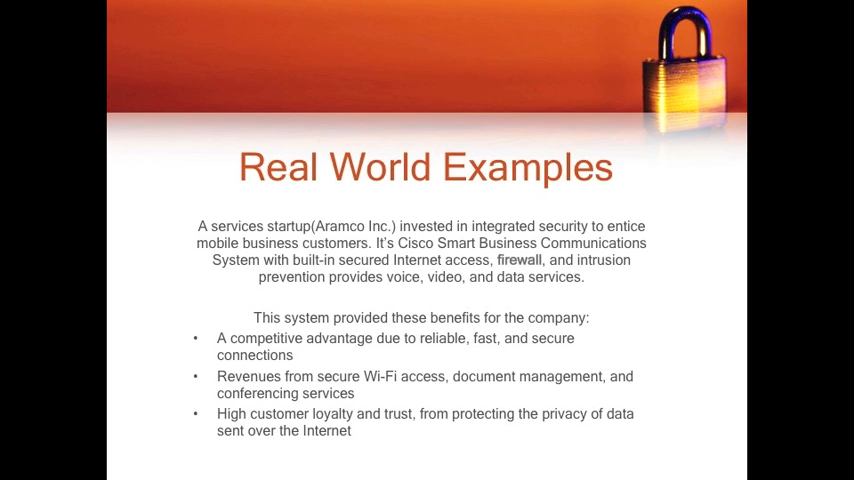 Real World Examples
A services startup(Aramco Inc.) invested in integrated security to entice
mobile business customers. It's Cisco Smart Business Communications
System with built-in secured Internet access, firewall, and intrusion
prevention provides voice, video, and data services.
This system provided these benefits for the company:
• A competitive advantage due to reliable, fast, and secure
connections
• Revenues from secure Wi-Fi access, document management, and
conferencing services
• High customer loyalty and trust, from protecting the privacy of data
sent over the Internet